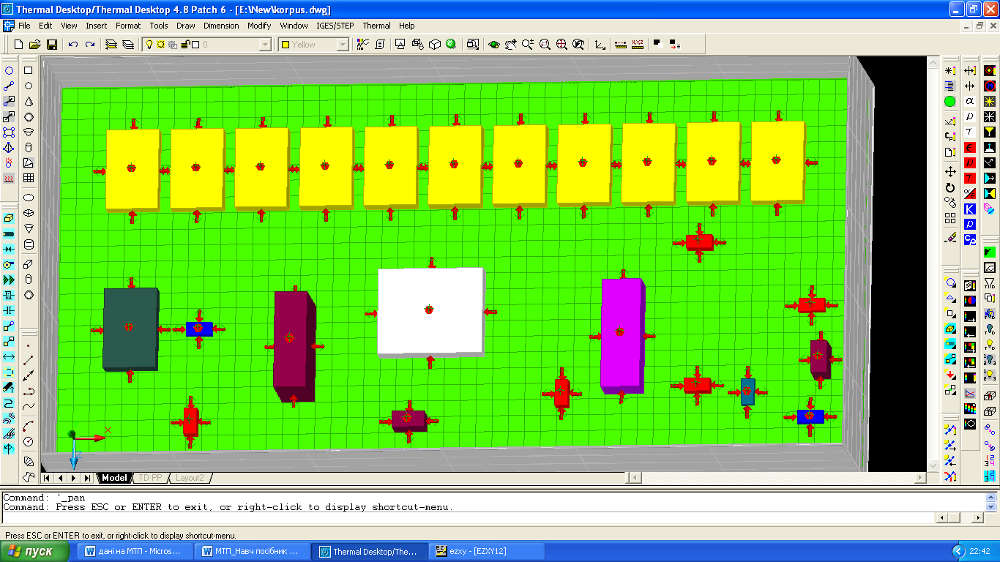 Thermal Desktop/Thermal Desktop 4.8 Patch 6 - [E:\New\korpus.dwg]
File Edit View Insert Format Tools Draw Dimension Modify Window IGES/STEP Thermal Help
0 Yellow
Model TD PP Layout2
Command: '_pan
Command: Press ESC or ENTER to exit, or right-click to display shortcut-menu.
Press ESC or ENTER to exit, or right-click to display shortcut-menu.
пуск дані на МТП - Micros... МТП_Навч посібник ... Thermal Desktop/The... ezxy - [EZXY12] 22:42